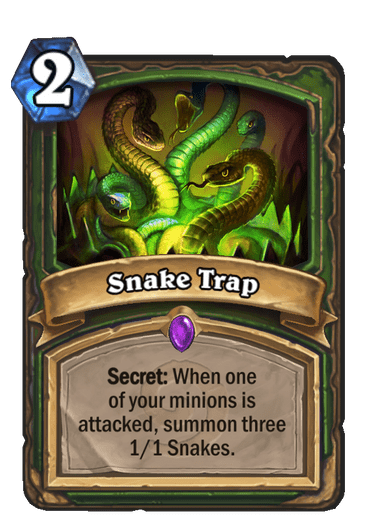 2
Snake Trap
Secret: When one
of your minions is
attacked, summon three
1/1 Snakes.